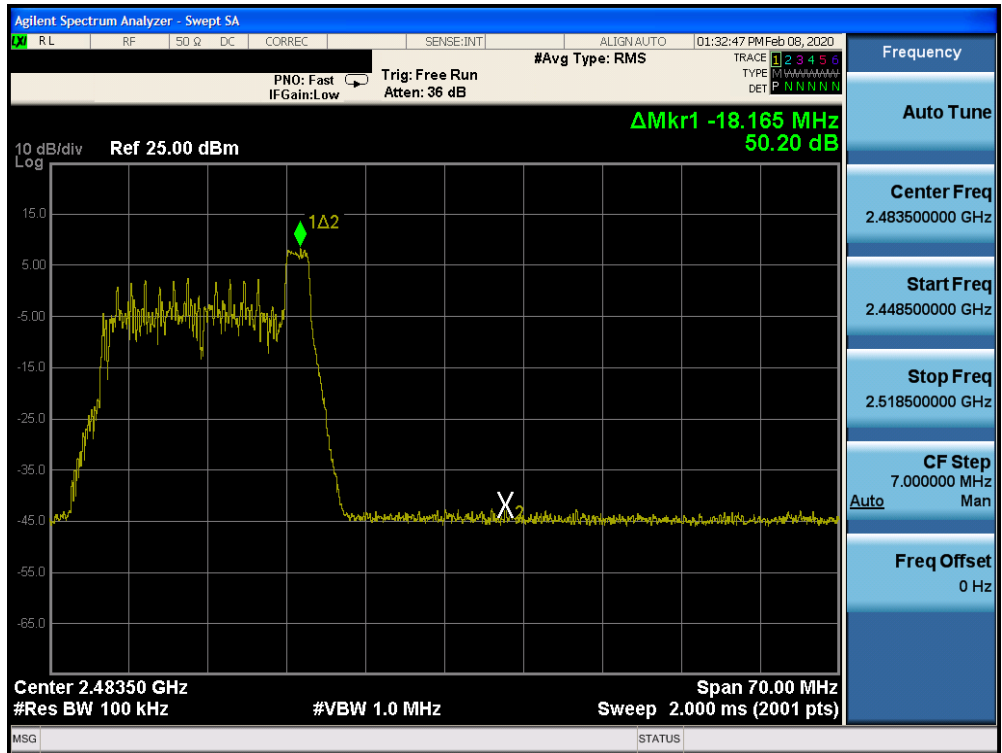 Agilent Spectrum Analyzer - Swept SA
LXI RL RF 50 Ω DC CORREC SENSE:INT ALIGN AUTO 01:32:47 PM Feb 08, 2020
#Avg Type: RMS
TRACE 1 2 3 4 5 6
TYPE M W W W W W
DET P N N N N N
PNO: Fast
IFGain:Low
Trig: Free Run
Atten: 36 dB
ΔMkr1 -18.165 MHz
50.20 dB
10 dB/div Ref 25.00 dBm
Log
15.0
5.00
-5.00
-15.0
-25.0
-35.0
-45.0
-55.0
-65.0
1Δ2
X2
Center 2.48350 GHz Span 70.00 MHz
#Res BW 100 kHz #VBW 1.0 MHz Sweep 2.000 ms (2001 pts)
MSG STATUS
Frequency
Auto Tune
Center Freq
2.483500000 GHz
Start Freq
2.448500000 GHz
Stop Freq
2.518500000 GHz
CF Step
7.000000 MHz
Auto Man
Freq Offset
0 Hz